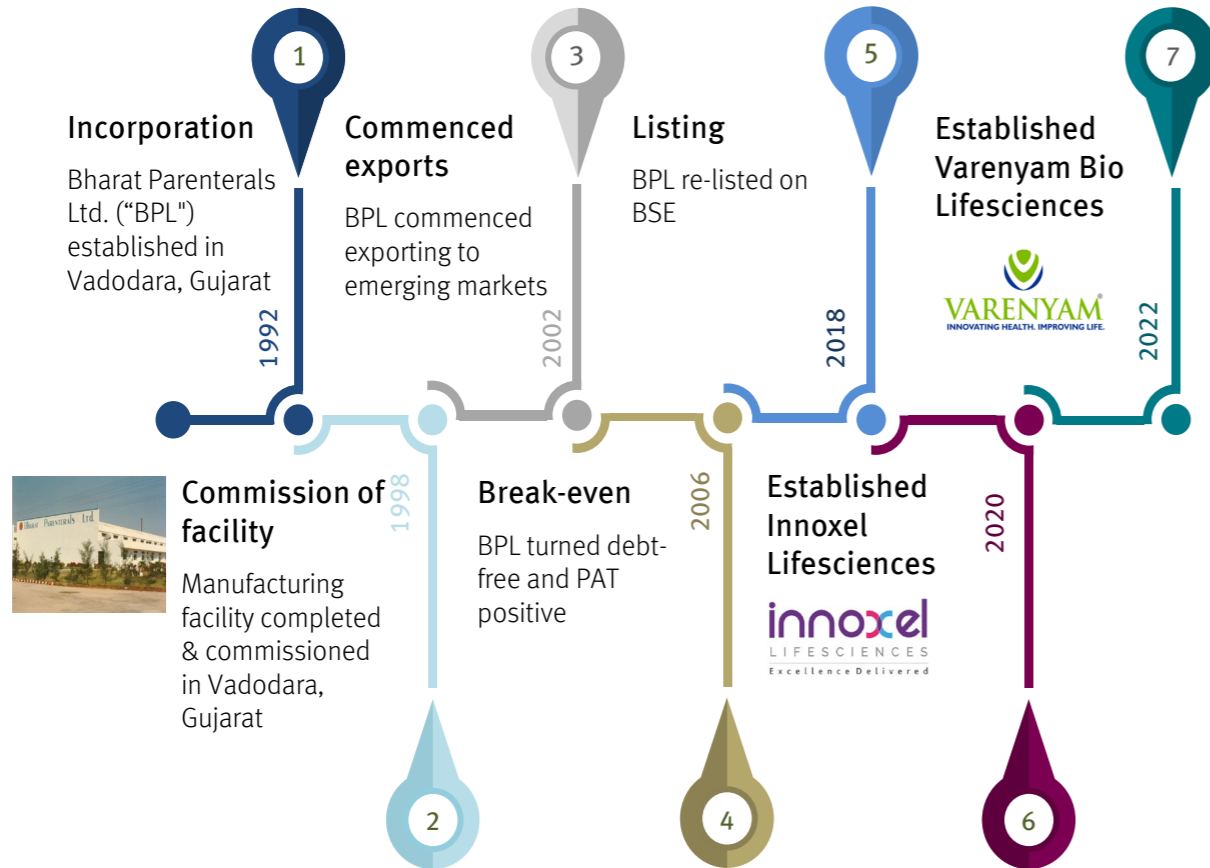 1
Incorporation
Bharat Parenterals
Ltd. (“BPL")
established in
Vadodara, Gujarat
1992
3
Commenced
exports
BPL commenced
exporting to
emerging markets
2002
5
Listing
BPL re-listed on
BSE
2018
7
Established
Varenyam Bio
Lifesciences
VARENYAM®
INNOVATING HEALTH. IMPROVING LIFE.
2022
BHARAT PARENTERALS Ltd.
Commission of
facility
Manufacturing
facility completed
& commissioned
in Vadodara,
Gujarat
1998
2
Break-even
BPL turned debt-
free and PAT
positive
2006
4
Established
Innoxel
Lifesciences
innoxel
LIFESCIENCES
Excellence Delivered
2020
6